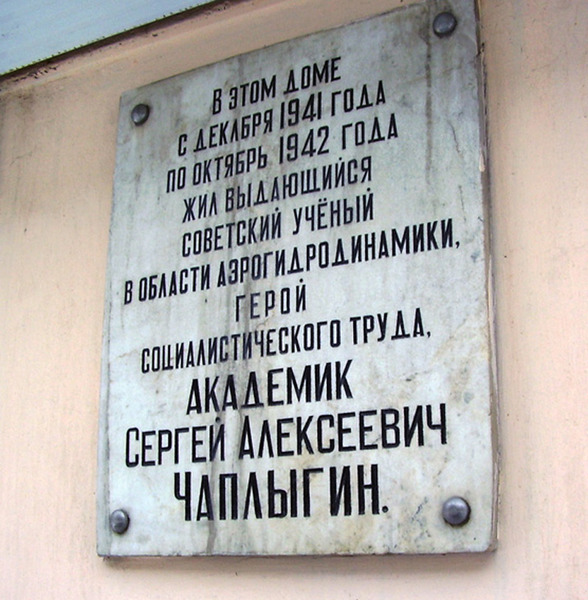 В ЭТОМ ДОМЕ
С ДЕКАБРЯ 1941 ГОДА
ПО ОКТЯБРЬ 1942 ГОДА
ЖИЛ ВЫДАЮЩИЙСЯ
СОВЕТСКИЙ УЧЁНЫЙ
В ОБЛАСТИ АЭРОГИДРОДИНАМИКИ,
ГЕРОЙ
СОЦИАЛИСТИЧЕСКОГО ТРУДА,
АКАДЕМИК
СЕРГЕЙ АЛЕКСЕЕВИЧ
ЧАПЛЫГИН.